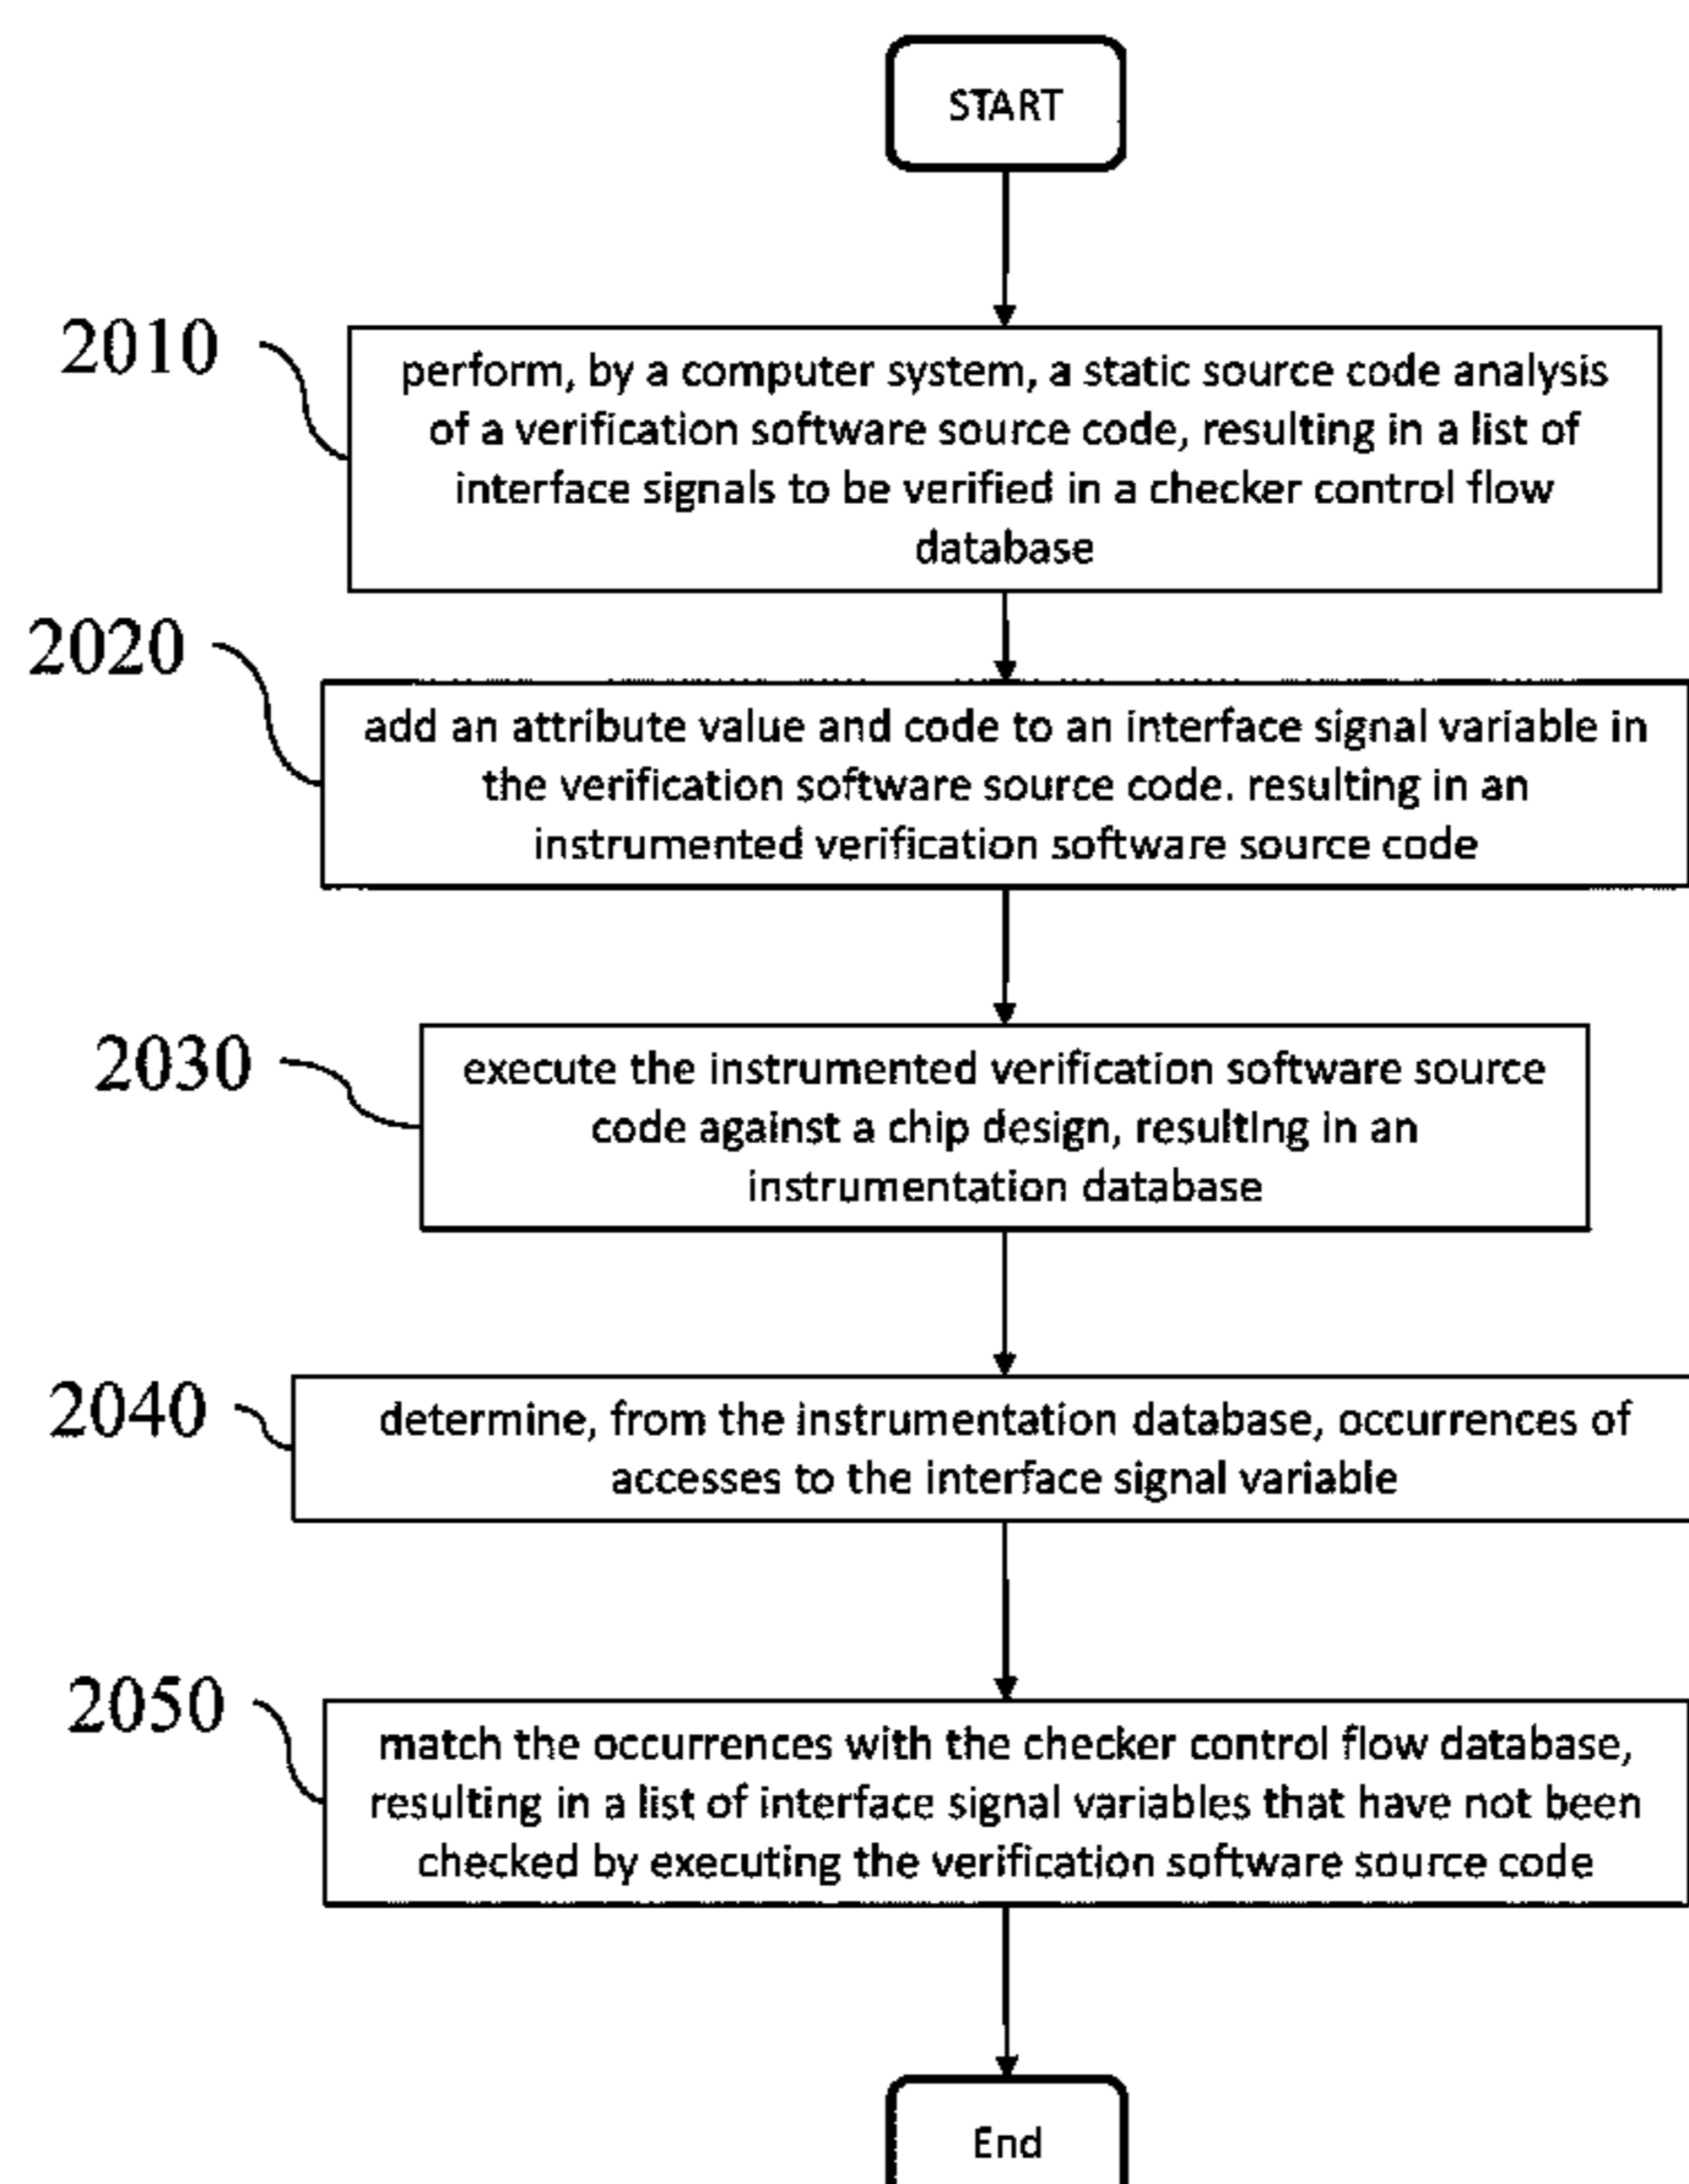 START
2010
perform, by a computer system, a static source code analysis
of a verification software source code, resulting in a list of
interface signals to be verified in a checker control flow
database
2020
add an attribute value and code to an interface signal variable in
the verification software source code. resulting in an
instrumented verification software source code
2030
execute the instrumented verification software source
code against a chip design, resulting in an
instrumentation database
2040
determine, from the instrumentation database, occurrences of
accesses to the interface signal variable
2050
match the occurrences with the checker control flow database,
resulting in a list of interface signal variables that have not been
checked by executing the verification software source code
End